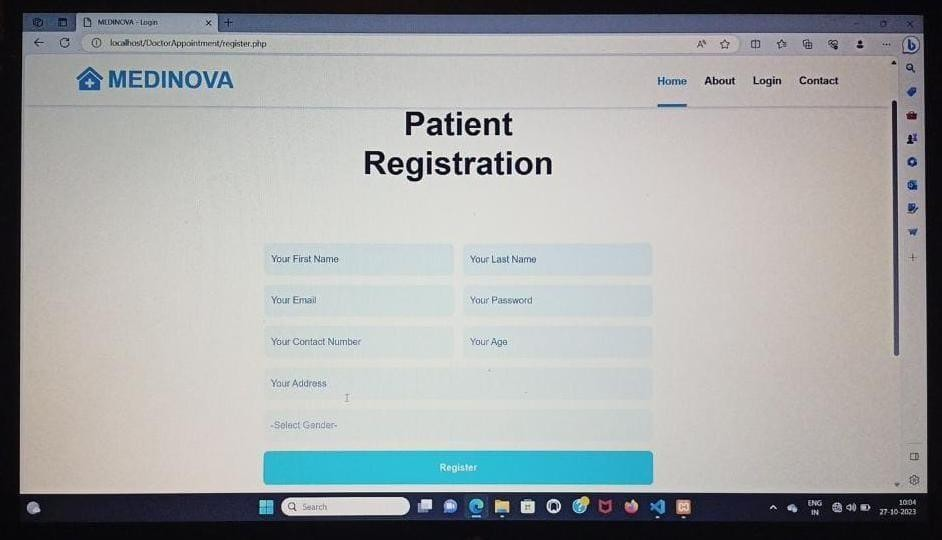 MEDINOVA - Login
localhost/DoctorAppointment/register.php
MEDINOVA
Home About Login Contact
Patient
Registration
Your First Name Your Last Name
Your Email Your Password
Your Contact Number Your Age
Your Address
-Select Gender-
Register
Search
ENG
IN
10:04
27-10-2023